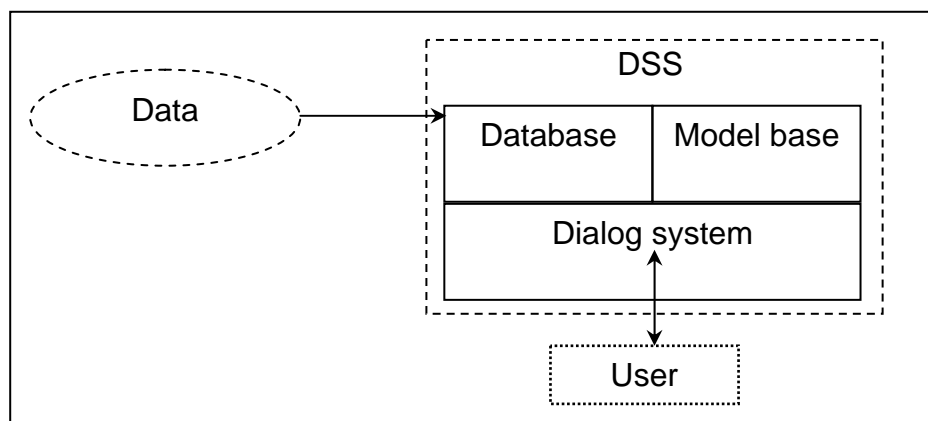 DSS
Data
Database
Model base
Dialog system
User